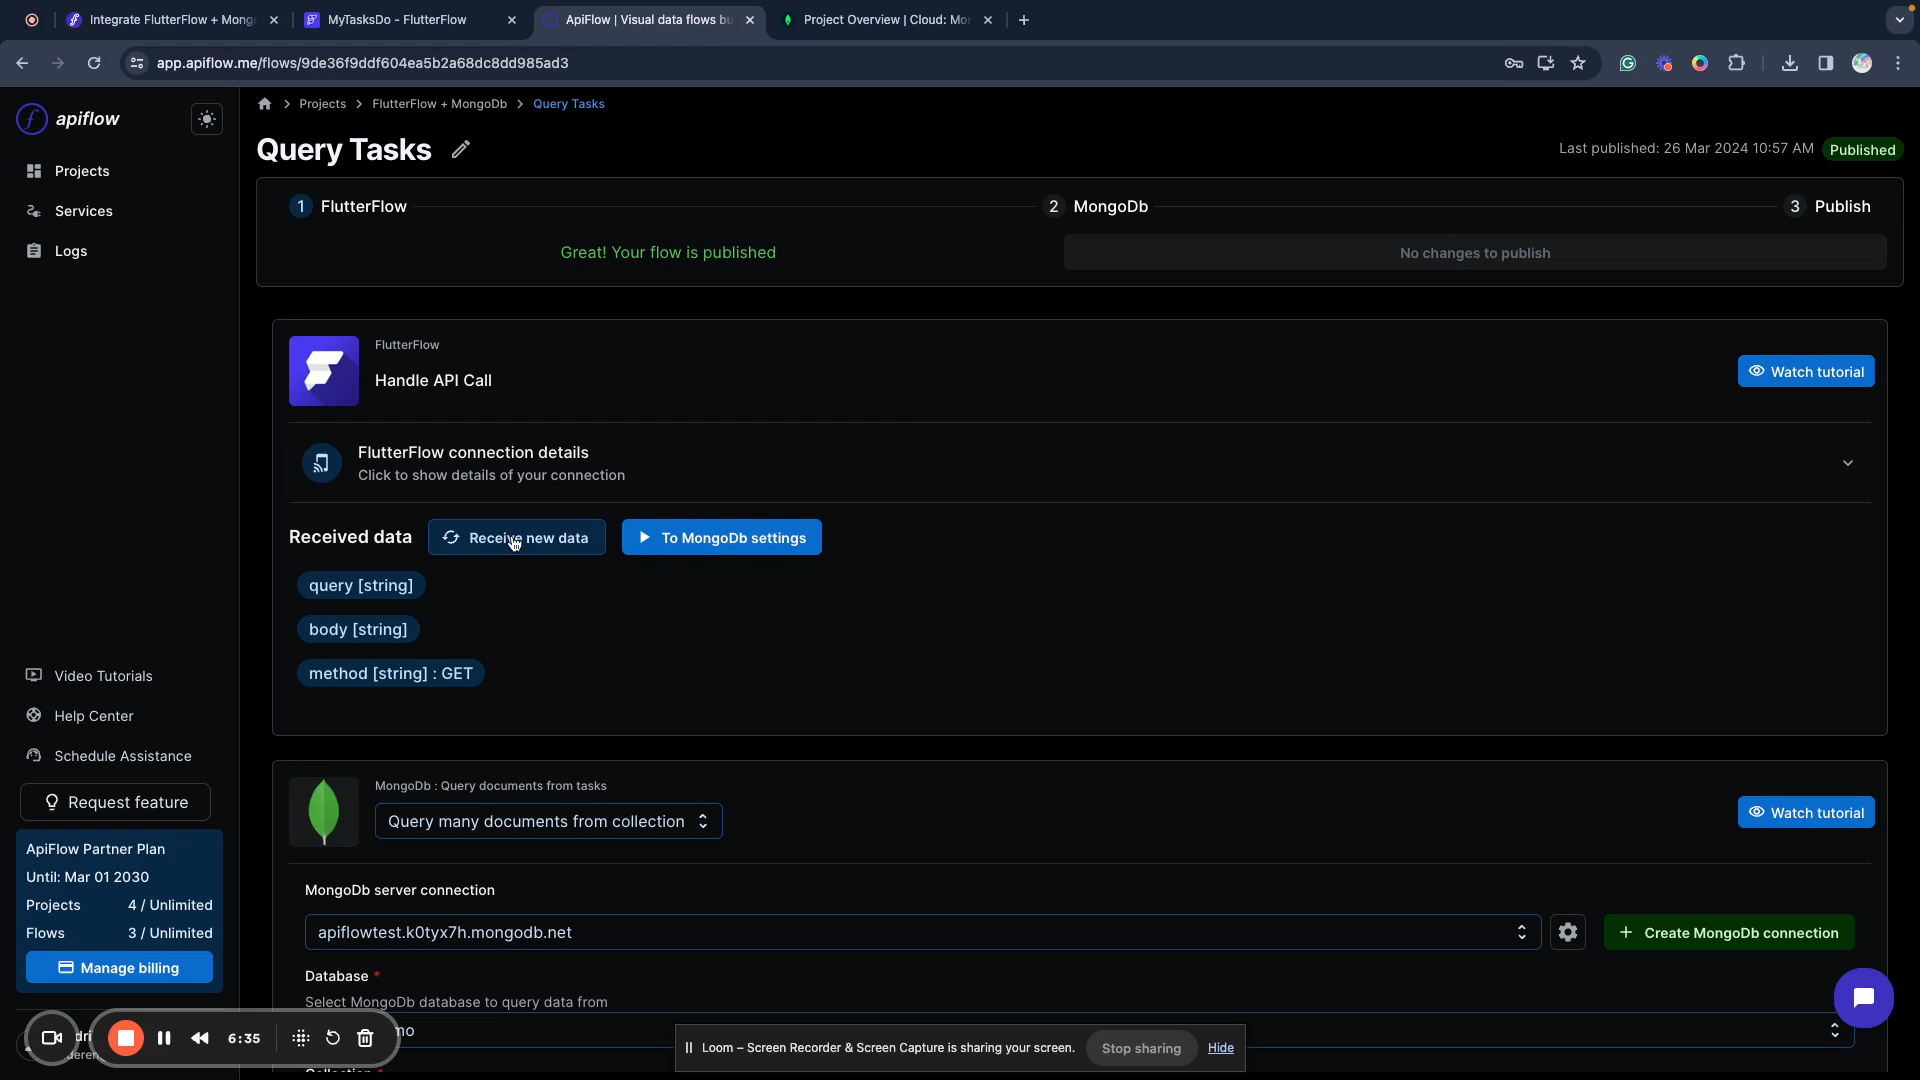 Integrate FlutterFlow + Mong
MyTasksDo - FlutterFlow
ApiFlow | Visual data flows bu
Project Overview | Cloud: Mo
app.apiflow.me/flows/9de36f9ddf604ea5b2a68dc8dd985ad3
apiflow
Projects
Services
Logs
Video Tutorials
Help Center
Schedule Assistance
Request feature
ApiFlow Partner Plan
Until: Mar 01 2030
Projects 4 / Unlimited
Flows 3 / Unlimited
Manage billing
Projects > FlutterFlow + MongoDb > Query Tasks
Query Tasks
Last published: 26 Mar 2024 10:57 AM Published
1 FlutterFlow
2 MongoDb
3 Publish
Great! Your flow is published
No changes to publish
FlutterFlow
Handle API Call
Watch tutorial
FlutterFlow connection details
Click to show details of your connection
Received data
Receive new data
To MongoDb settings
query [string]
body [string]
method [string] : GET
MongoDb : Query documents from tasks
Query many documents from collection
Watch tutorial
MongoDb server connection
apiflowtest.k0tyx7h.mongodb.net
Create MongoDb connection
Database *
Select MongoDb database to query data from
6:35
Loom – Screen Recorder & Screen Capture is sharing your screen.
Stop sharing
Hide